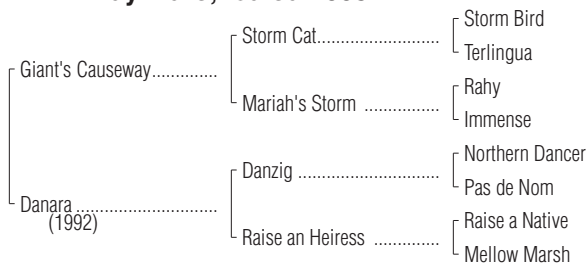 Storm Bird
Storm Cat..............................
Terlingua
Giant's Causeway..............
Rahy
Mariah's Storm ..................
Immense
Northern Dancer
Danzig ..................................
Pas de Nom
Danara ..............................
(1992)
Raise a Native
Raise an Heiress ................
Mellow Marsh